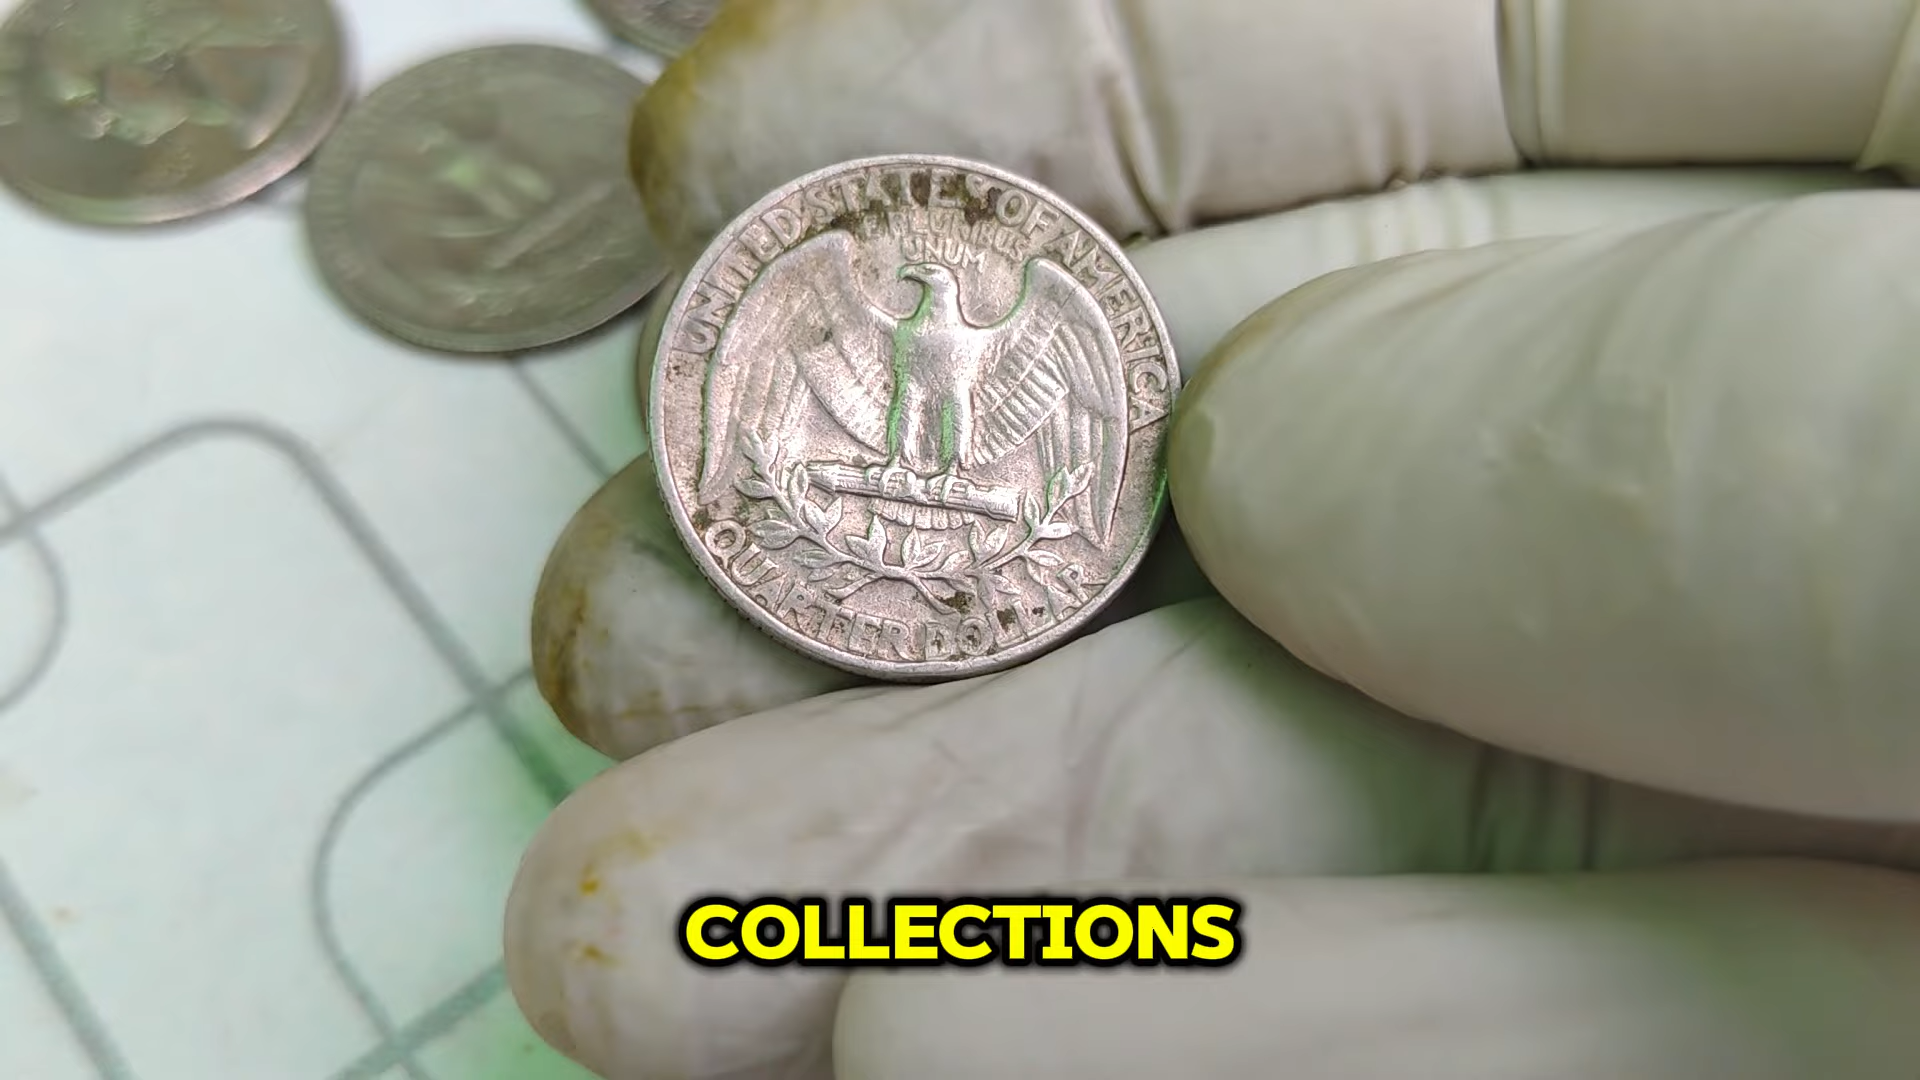 UNITED STATES OF AMERICA
E PLURIBUS
UNUM
QUARTER DOLLAR
COLLECTIONS